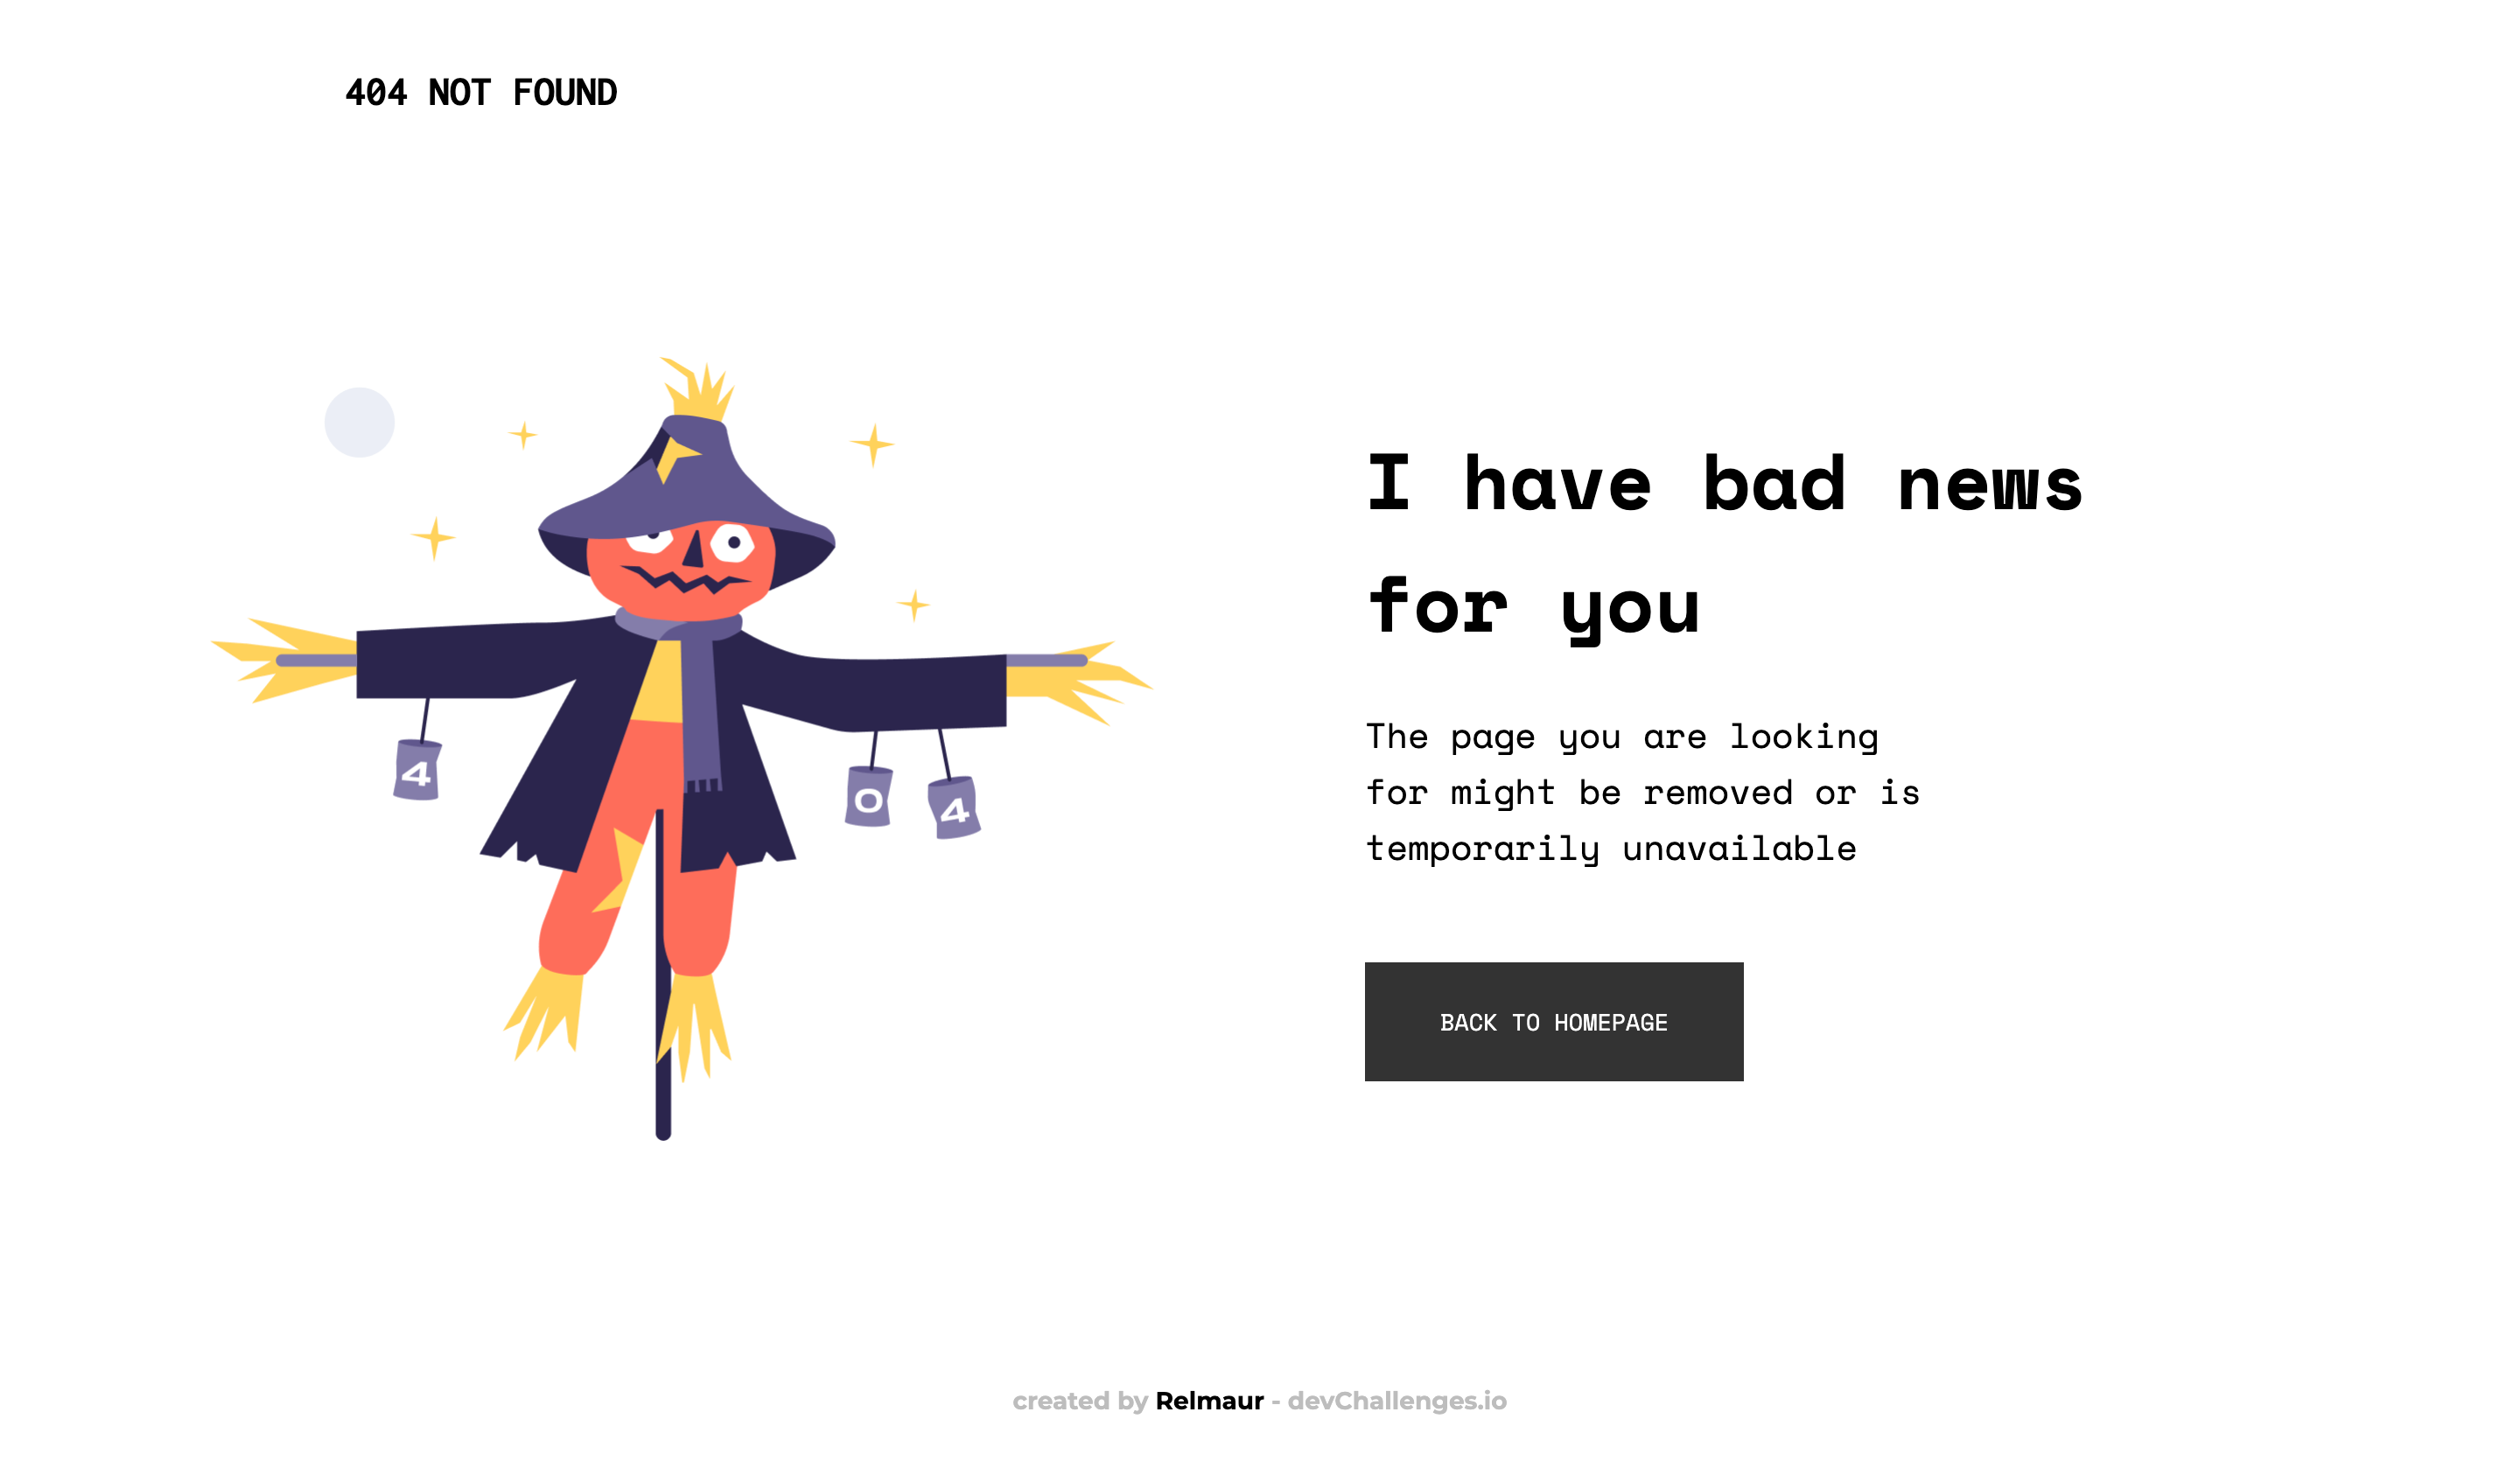 404 NOT FOUND
4
0
4
I have bad news
for you
The page you are looking
for might be removed or is
temporarily unavailable
BACK TO HOMEPAGE
created by Relmaur - devChallenges.io